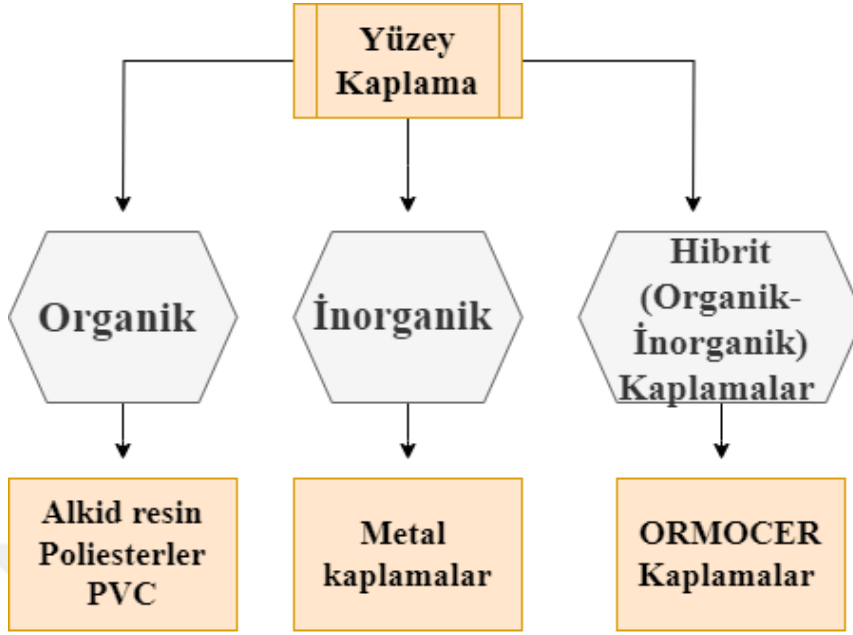 Yüzey
Kaplama
Organik
İnorganik
Hibrit
(Organik-
İnorganik)
Kaplamalar
Alkid resin
Poliesterler
PVC
Metal
kaplamalar
ORMOCER
Kaplamalar